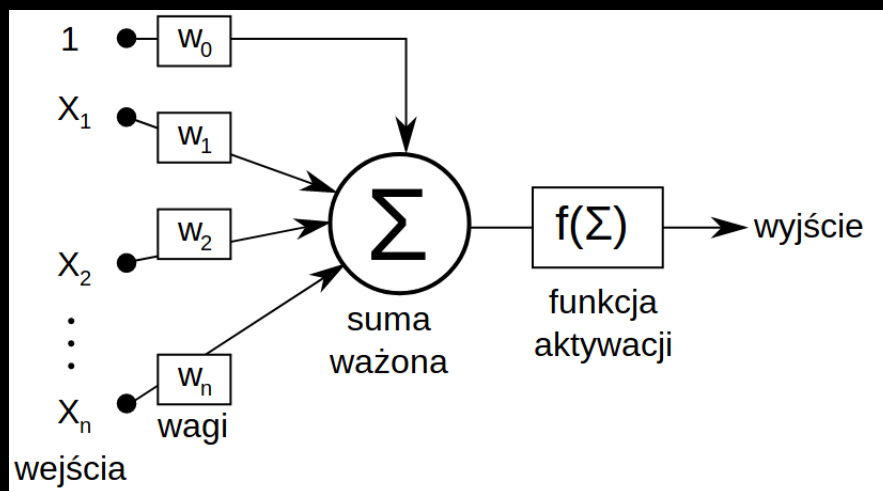 1
w₀
X₁
w₁
X₂
w₂
Xₙ
wₙ
wagi
wejścia
Σ
suma
ważona
f(Σ)
funkcja
aktywacji
wyjście